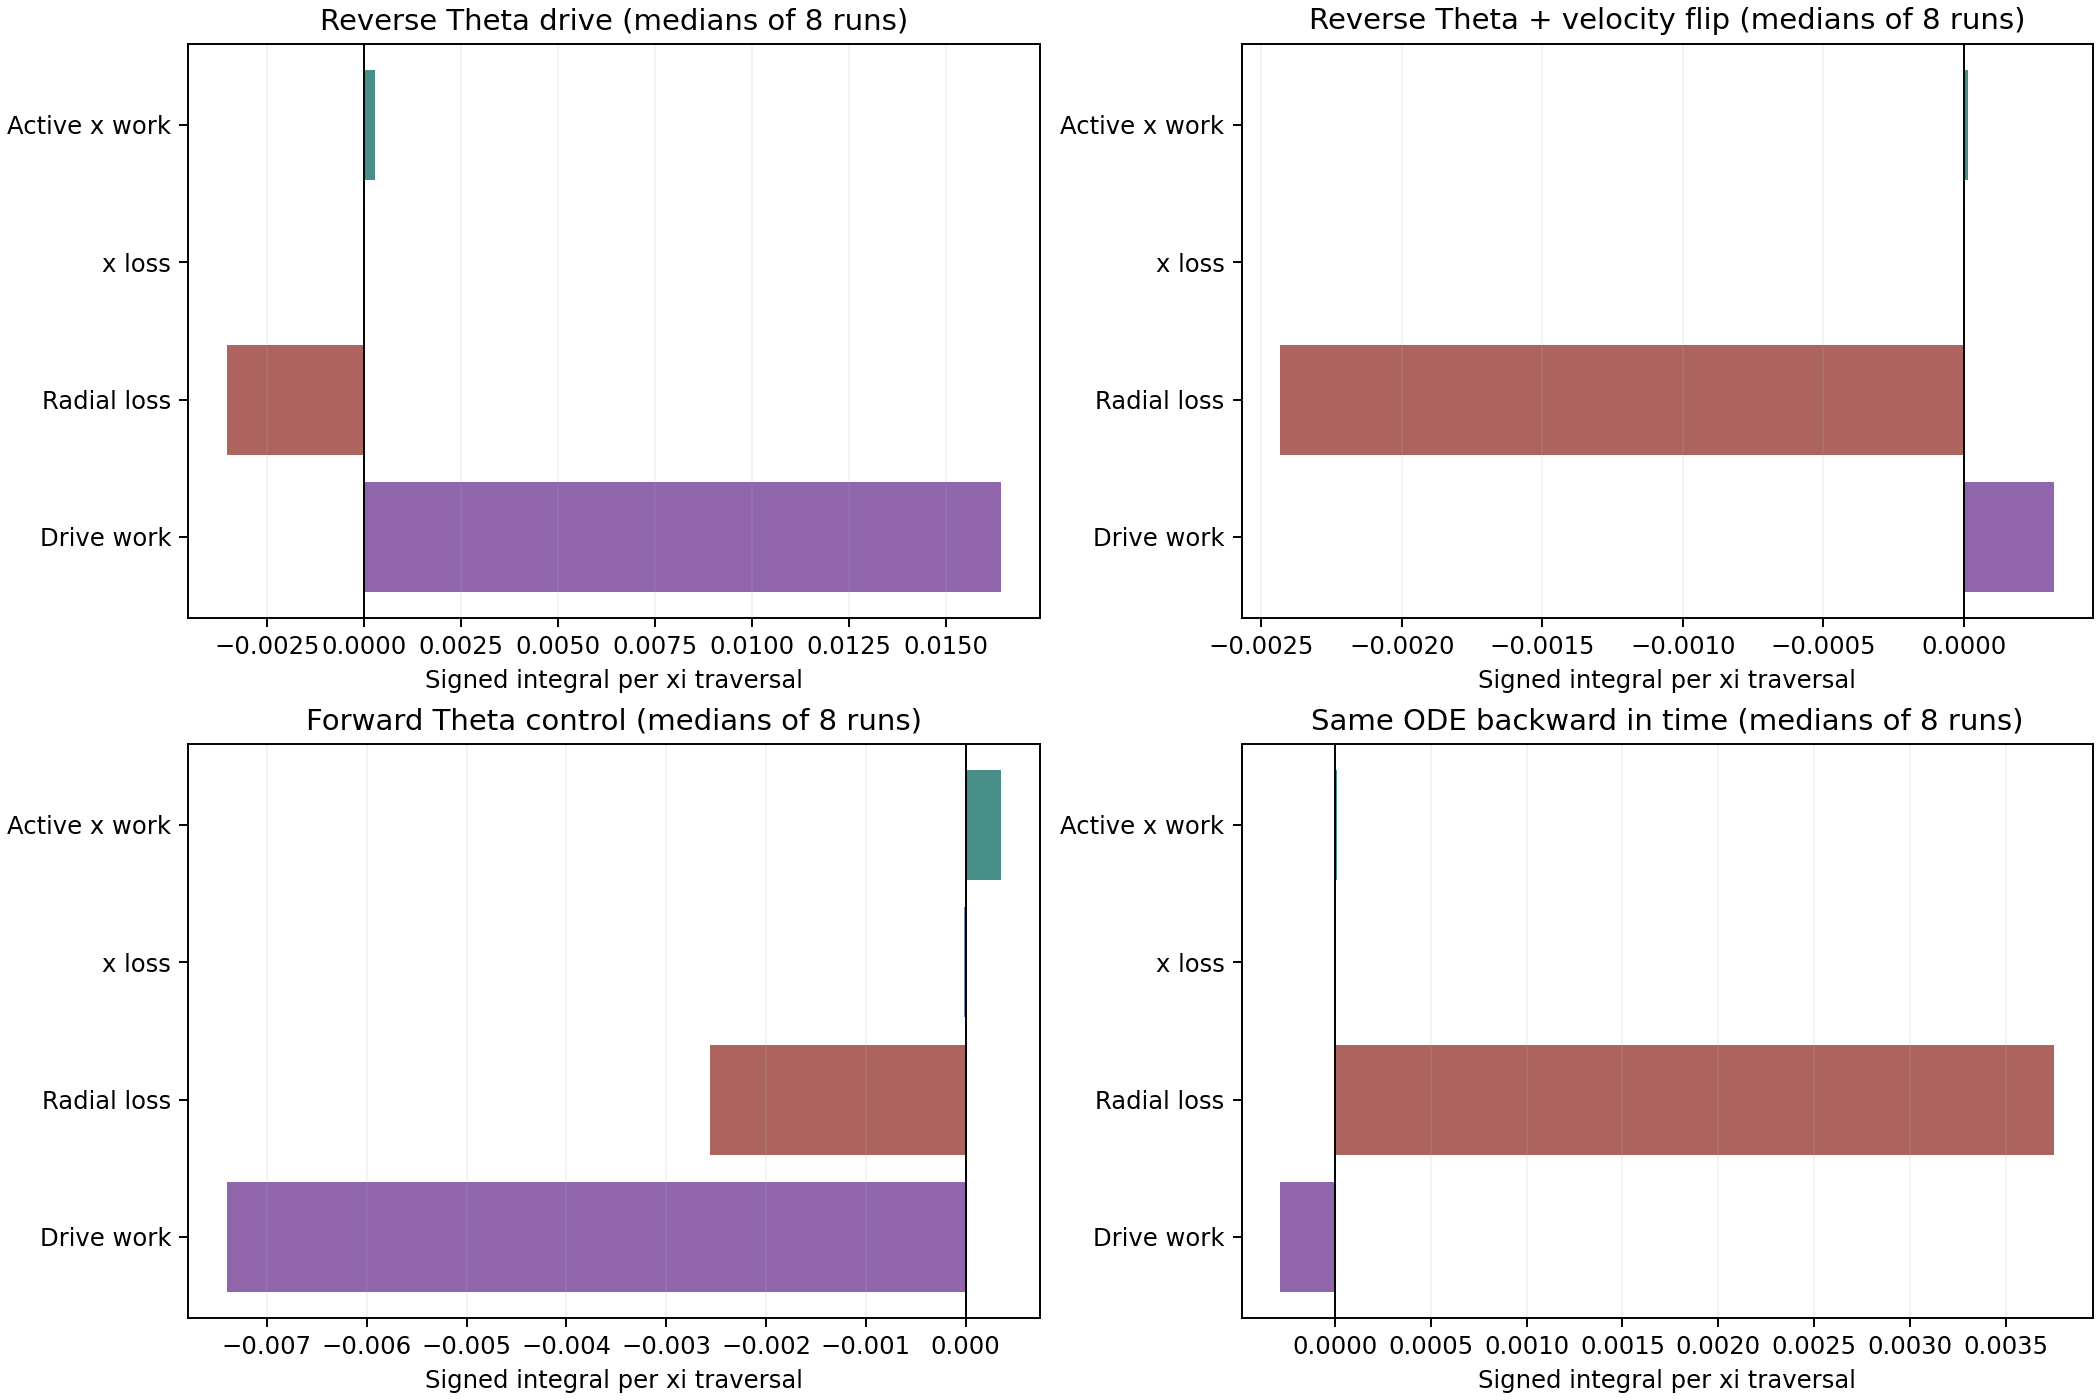 Reverse Theta drive (medians of 8 runs)
Active x work
x loss
Radial loss
Drive work
−0.0025 0.0000 0.0025 0.0050 0.0075 0.0100 0.0125 0.0150
Signed integral per xi traversal
Reverse Theta + velocity flip (medians of 8 runs)
Active x work
x loss
Radial loss
Drive work
−0.0025 −0.0020 −0.0015 −0.0010 −0.0005 0.0000
Signed integral per xi traversal
Forward Theta control (medians of 8 runs)
Active x work
x loss
Radial loss
Drive work
−0.007 −0.006 −0.005 −0.004 −0.003 −0.002 −0.001 0.000
Signed integral per xi traversal
Same ODE backward in time (medians of 8 runs)
Active x work
x loss
Radial loss
Drive work
0.0000 0.0005 0.0010 0.0015 0.0020 0.0025 0.0030 0.0035
Signed integral per xi traversal